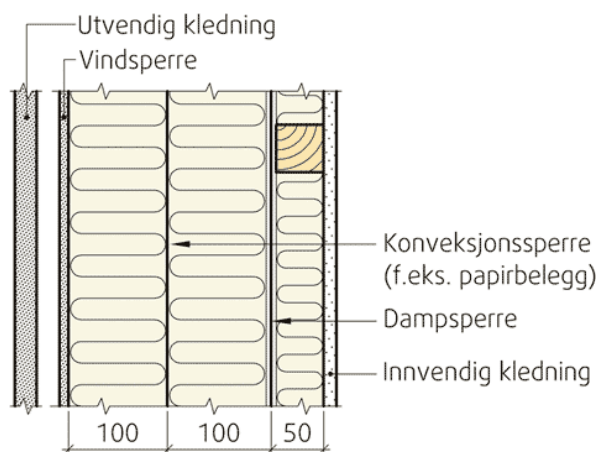 Utvendig kledning
Vindsperre
Konveksjonssperre
(f.eks. papirbelegg)
Dampsperre
Innvendig kledning
100
100
50